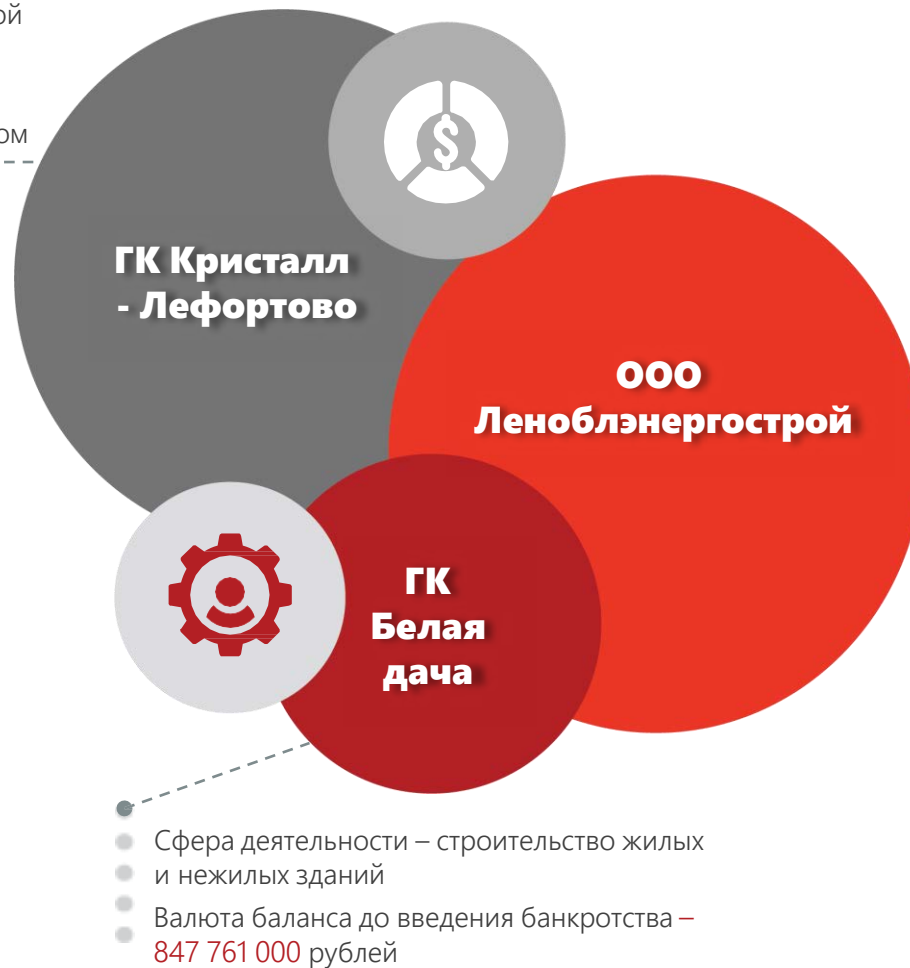 ГК Кристалл
- Лефортово
ООО
Леноблэнергострой
ГК
Белая
дача
Сфера деятельности – строительство жилых
и нежилых зданий
Валюта баланса до введения банкротства –
847 761 000 рублей